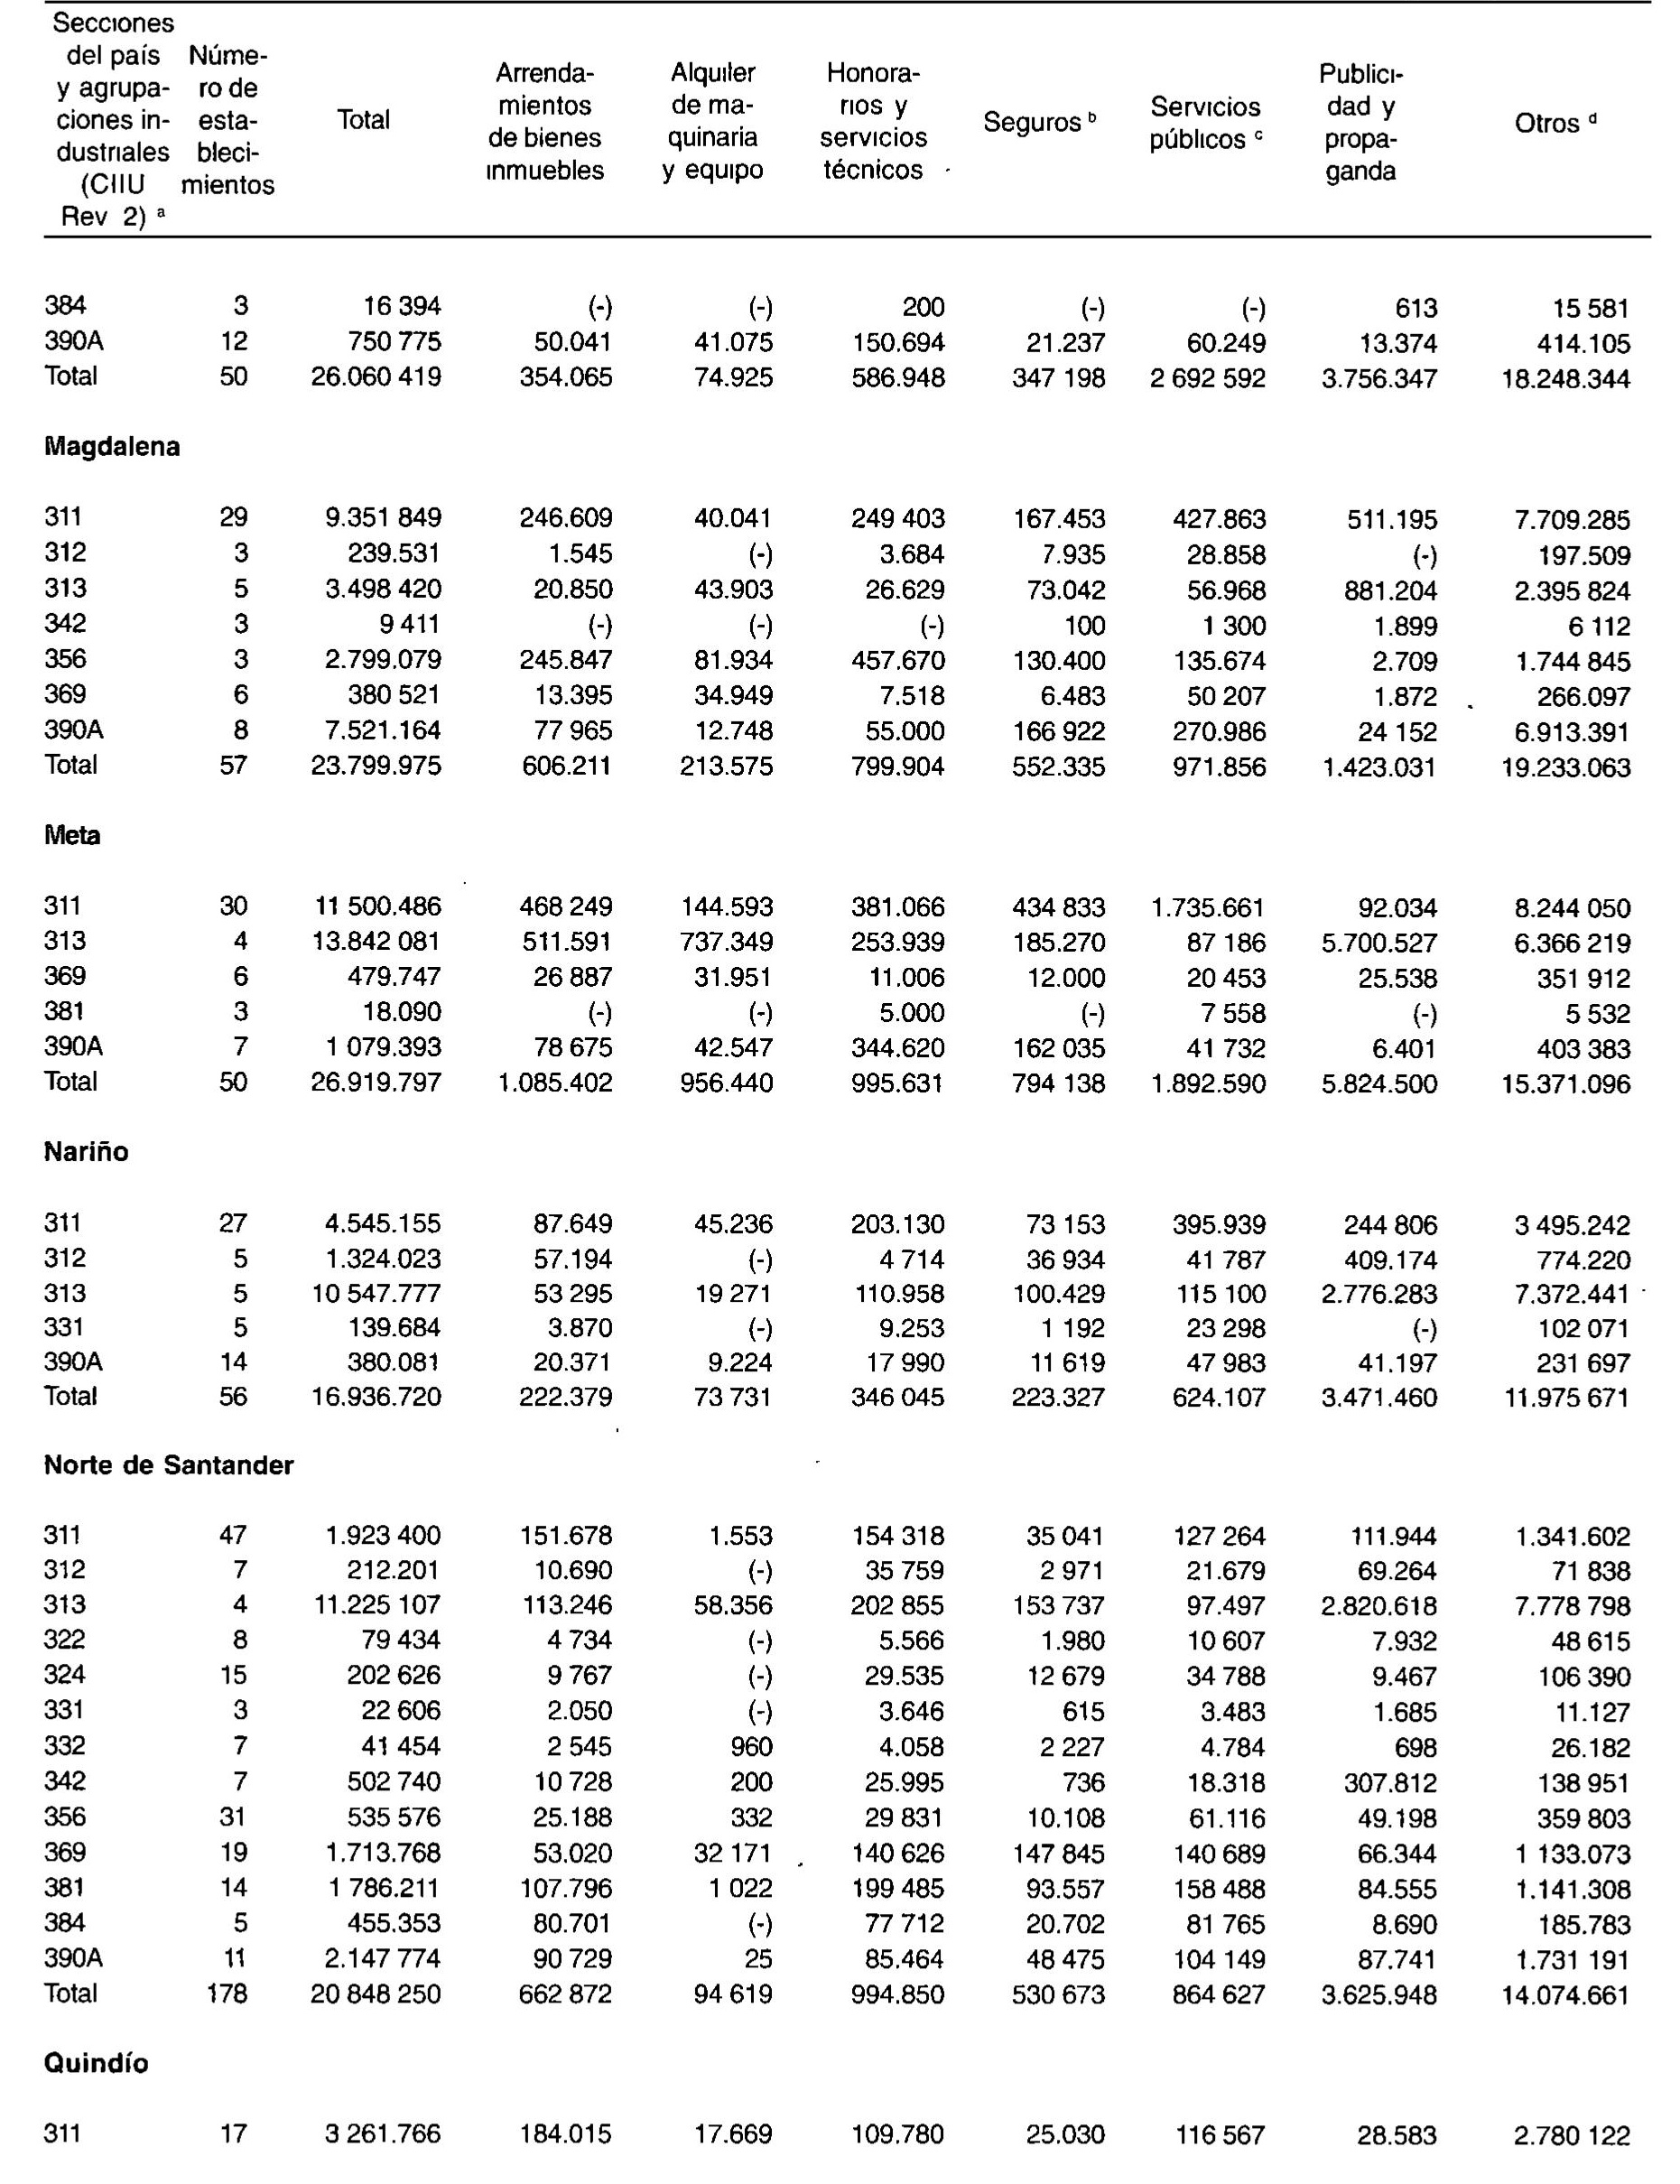 Secciones
del país Núme-
y agrupa- ro de Arrenda- Alquiler Honora- Publici-
ciones in- esta- Total mientos de ma- rios y Seguros b Servicios dad y Otros d
dustriales bleci- de bienes quinaria servicios públicos c propa-
(CIIU mientos inmuebles y equipo técnicos ganda
Rev 2) a
384 3 16 394 (-) (-) 200 (-) (-) 613 15 581
390A 12 750 775 50.041 41.075 150.694 21.237 60.249 13.374 414.105
Total 50 26.060 419 354.065 74.925 586.948 347 198 2 692 592 3.756.347 18.248.344
Magdalena
311 29 9.351 849 246.609 40.041 249 403 167.453 427.863 511.195 7.709.285
312 3 239.531 1.545 (-) 3.684 7.935 28.858 (-) 197.509
313 5 3.498 420 20.850 43.903 26.629 73.042 56.968 881.204 2.395 824
342 3 9 411 (-) (-) (-) 100 1 300 1.899 6 112
356 3 2.799.079 245.847 81.934 457.670 130.400 135.674 2.709 1.744 845
369 6 380 521 13.395 34.949 7.518 6.483 50 207 1.872 266.097
390A 8 7.521.164 77 965 12.748 55.000 166 922 270.986 24 152 6.913.391
Total 57 23.799.975 606.211 213.575 799.904 552.335 971.856 1.423.031 19.233.063
Meta
311 30 11 500.486 468 249 144.593 381.066 434 833 1.735.661 92.034 8.244 050
313 4 13.842 081 511.591 737.349 253.939 185.270 87 186 5.700.527 6.366 219
369 6 479.747 26 887 31.951 11.006 12.000 20 453 25.538 351 912
381 3 18.090 (-) (-) 5.000 (-) 7 558 (-) 5 532
390A 7 1 079.393 78 675 42.547 344.620 162 035 41 732 6.401 403 383
Total 50 26.919.797 1.085.402 956.440 995.631 794 138 1.892.590 5.824.500 15.371.096
Nariño
311 27 4.545.155 87.649 45.236 203.130 73 153 395.939 244 806 3 495.242
312 5 1.324.023 57.194 (-) 4 714 36 934 41 787 409.174 774.220
313 5 10 547.777 53 295 19 271 110.958 100.429 115 100 2.776.283 7.372.441
331 5 139.684 3.870 (-) 9.253 1 192 23 298 (-) 102 071
390A 14 380.081 20.371 9.224 17 990 11 619 47 983 41.197 231 697
Total 56 16.936.720 222.379 73 731 346 045 223.327 624.107 3.471.460 11.975 671
Norte de Santander
311 47 1.923 400 151.678 1.553 154 318 35 041 127 264 111.944 1.341.602
312 7 212.201 10.690 (-) 35 759 2 971 21.679 69.264 71 838
313 4 11.225 107 113.246 58.356 202 855 153 737 97.497 2.820.618 7.778 798
322 8 79 434 4 734 (-) 5.566 1.980 10 607 7.932 48 615
324 15 202 626 9 767 (-) 29.535 12 679 34 788 9.467 106 390
331 3 22 606 2.050 (-) 3.646 615 3.483 1.685 11.127
332 7 41 454 2 545 960 4.058 2 227 4.784 698 26.182
342 7 502 740 10 728 200 25.995 736 18.318 307.812 138 951
356 31 535 576 25.188 332 29 831 10.108 61.116 49.198 359 803
369 19 1.713.768 53.020 32 171 140 626 147 845 140 689 66.344 1 133.073
381 14 1 786.211 107.796 1 022 199 485 93.557 158 488 84.555 1.141.308
384 5 455.353 80.701 (-) 77 712 20.702 81 765 8.690 185.783
390A 11 2.147 774 90 729 25 85.464 48 475 104 149 87.741 1.731 191
Total 178 20 848 250 662 872 94 619 994.850 530 673 864 627 3.625.948 14.074.661
Quindío
311 17 3 261.766 184.015 17.669 109.780 25.030 116 567 28.583 2.780 122